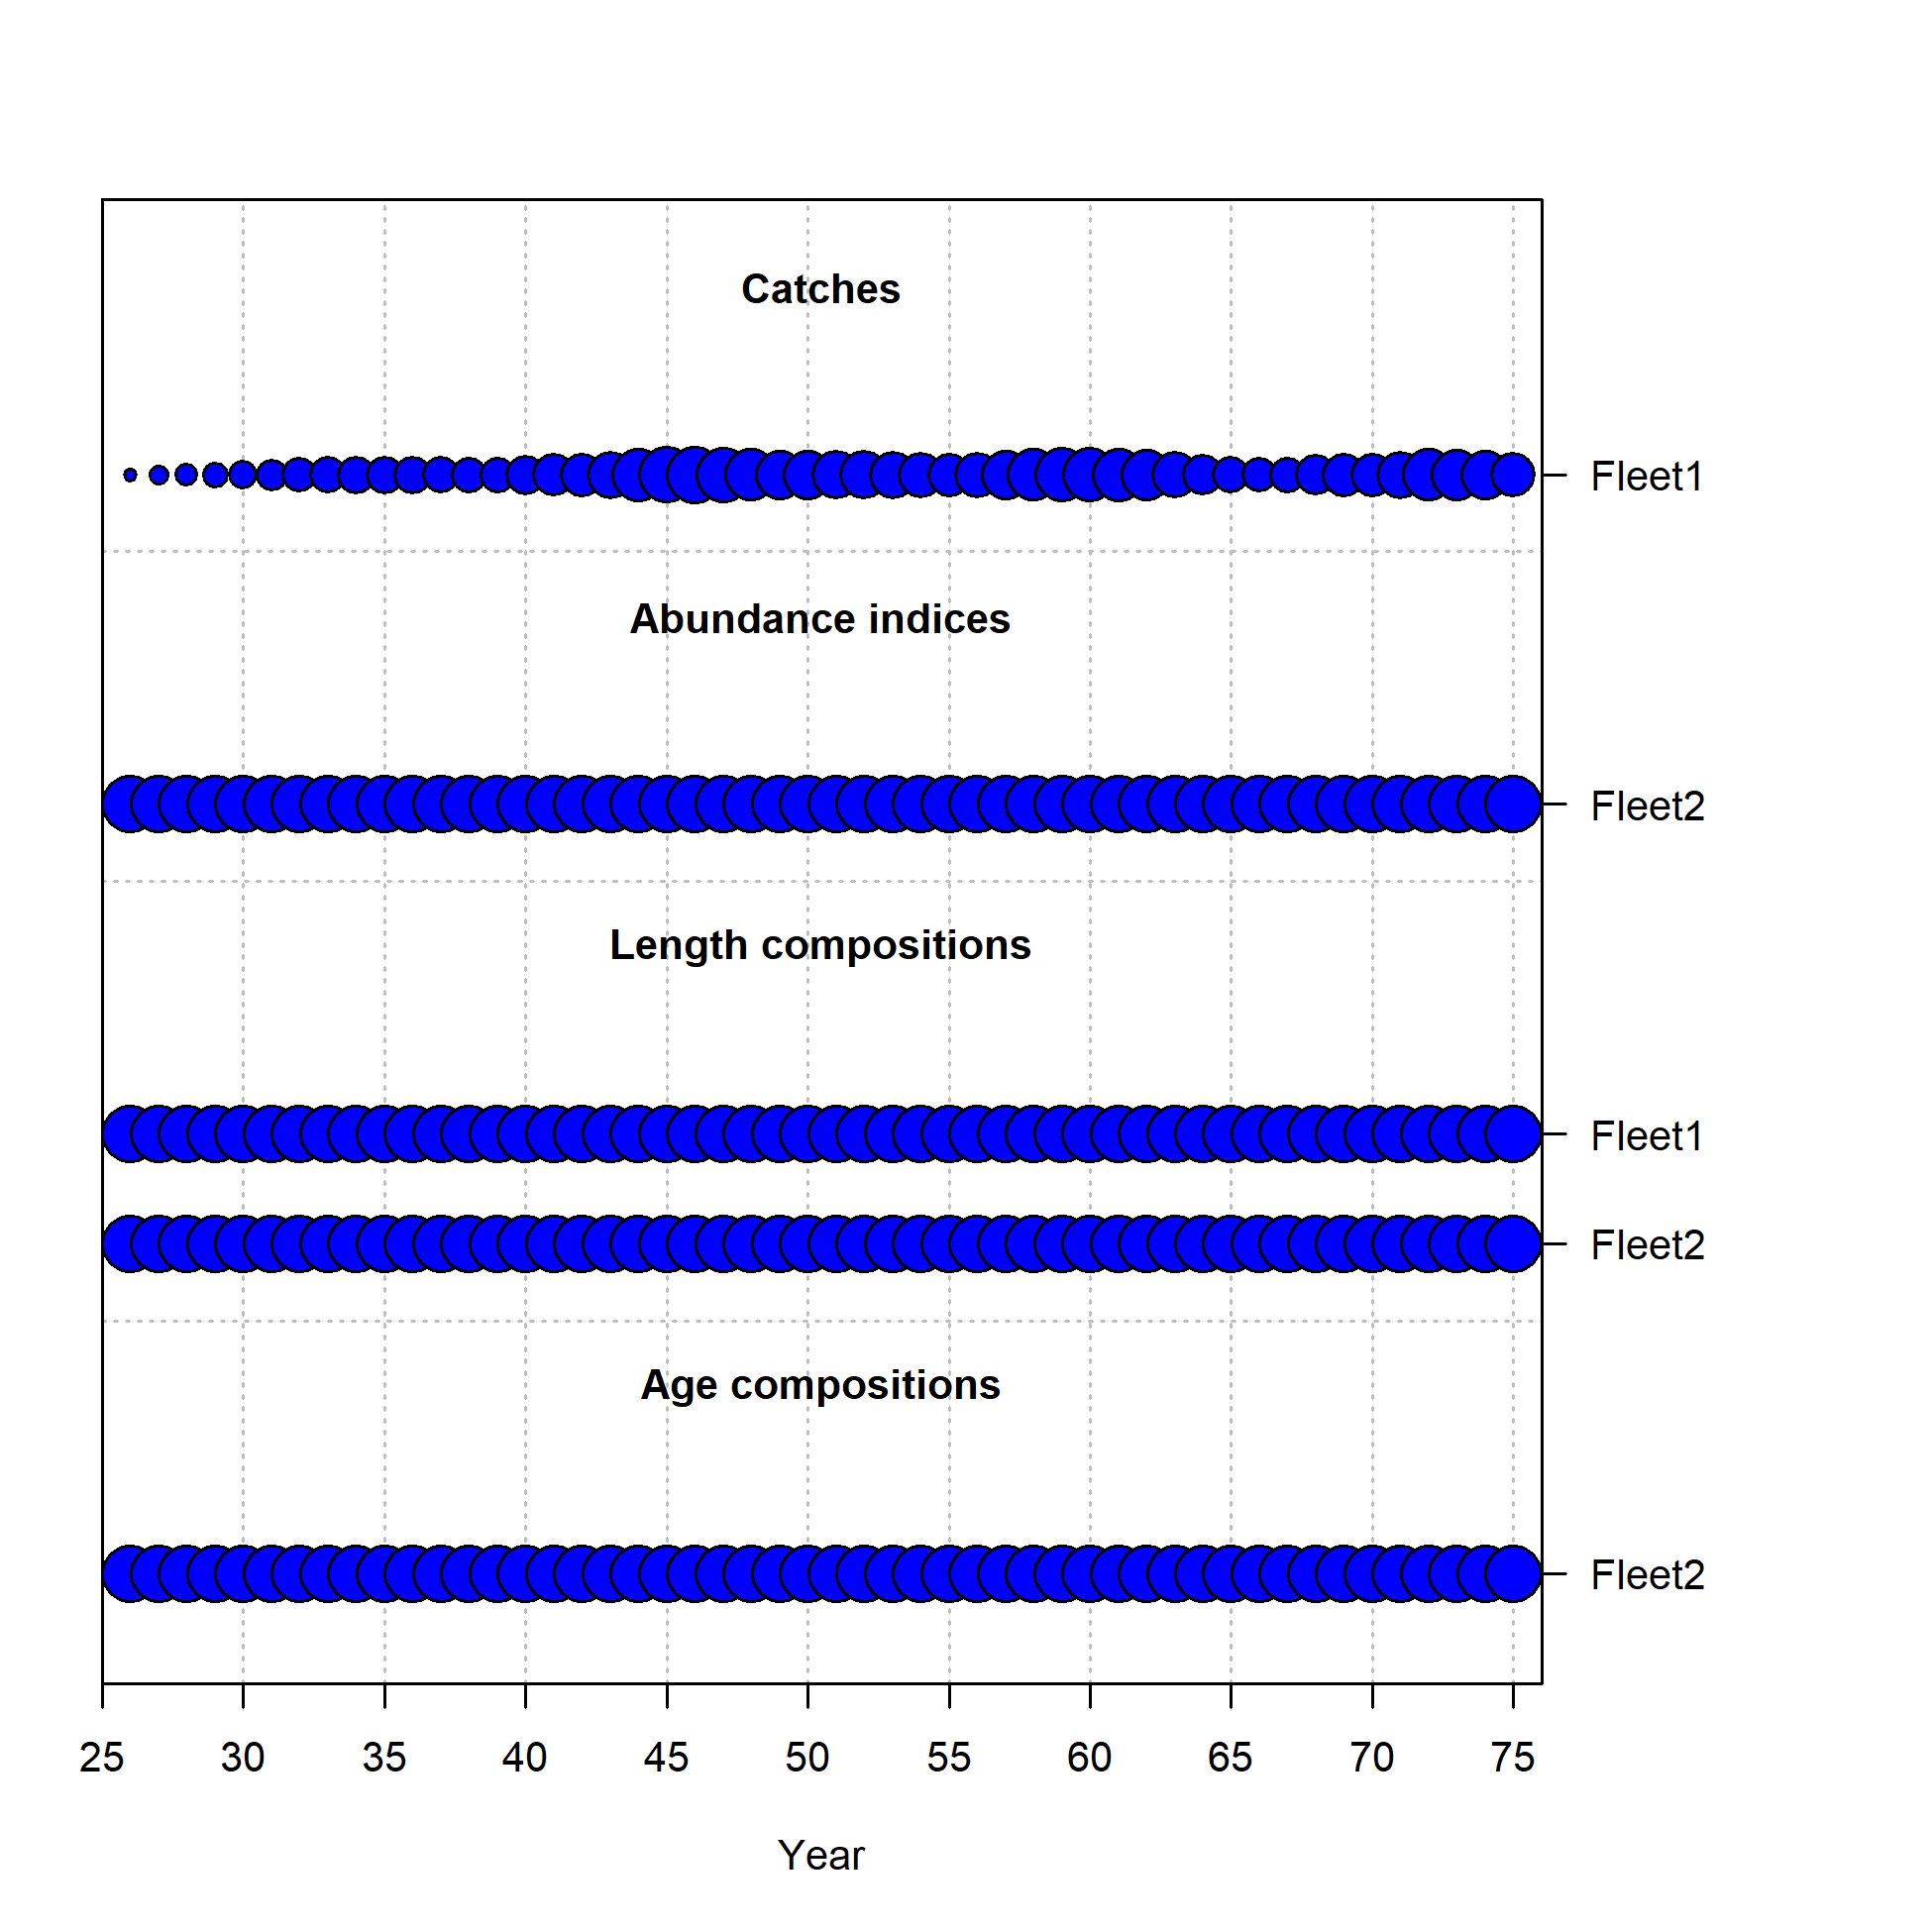 Catches
Fleet1
Abundance indices
Fleet2
Length compositions
Fleet1
Fleet2
Age compositions
Fleet2
25 30 35 40 45 50 55 60 65 70 75
Year